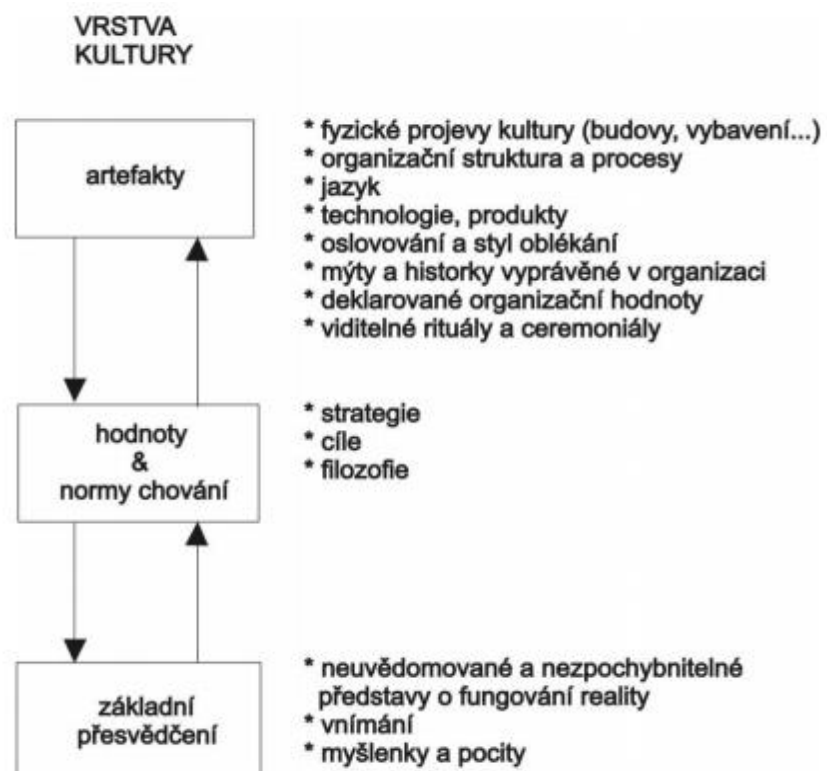 VRSTVA
KULTURY
artefakty
* fyzické projevy kultury (budovy, vybavení...)
* organizační struktura a procesy
* jazyk
* technologie, produkty
* oslovování a styl oblékání
* mýty a historky vyprávěné v organizaci
* deklarované organizační hodnoty
* viditelné rituály a ceremoniály
hodnoty
&
normy chování
* strategie
* cíle
* filozofie
základní
přesvědčení
* neuvědomované a nezpochybnitelné
představy o fungování reality
* vnímání
* myšlenky a pocity